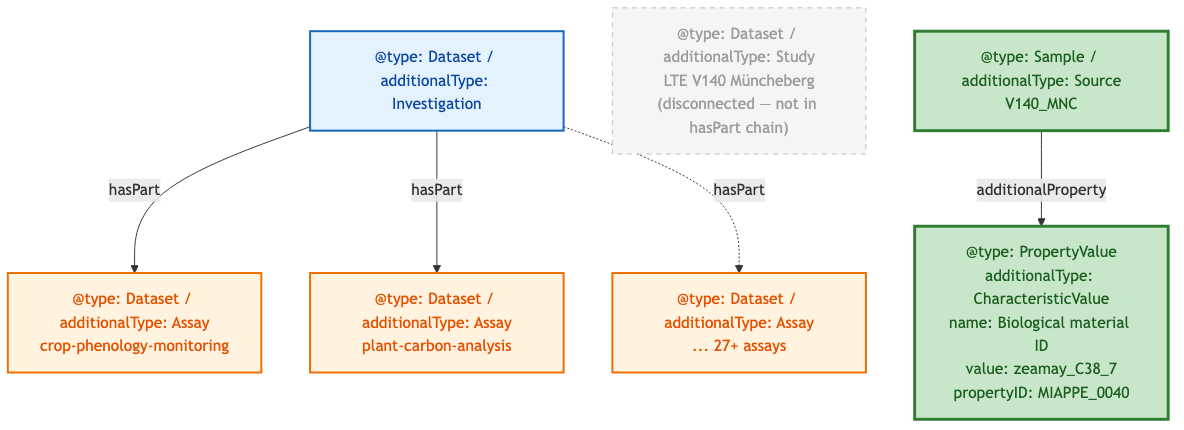 @type: Dataset /
additionalType:
Investigation
@type: Dataset /
additionalType: Study
LTE V140 Müncheberg
(disconnected — not in
hasPart chain)
@type: Sample /
additionalType: Source
V140_MNC
hasPart
hasPart
hasPart
additionalProperty
@type: Dataset /
additionalType: Assay
crop-phenology-monitoring
@type: Dataset /
additionalType: Assay
plant-carbon-analysis
@type: Dataset /
additionalType: Assay
... 27+ assays
@type: PropertyValue
additionalType:
CharacteristicValue
name: Biological material
ID
value: zeamay_C38_7
propertyID: MIAPPE_0040